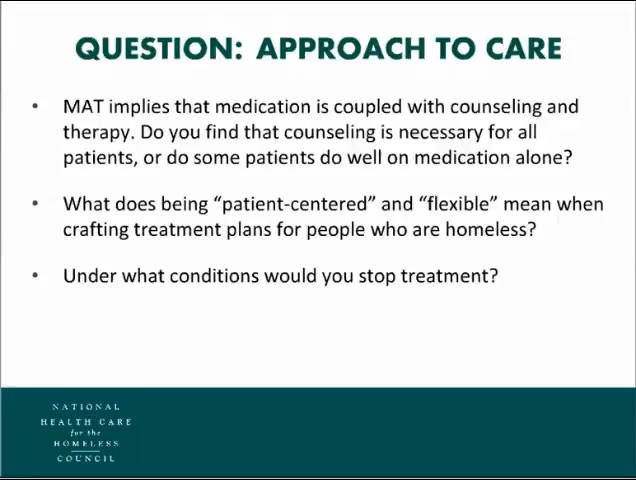 QUESTION: APPROACH TO CARE
• MAT implies that medication is coupled with counseling and
therapy. Do you find that counseling is necessary for all
patients, or do some patients do well on medication alone?
• What does being “patient-centered” and “flexible” mean when
crafting treatment plans for people who are homeless?
• Under what conditions would you stop treatment?
NATIONAL
HEALTH CARE
for the
HOMELESS
COUNCIL